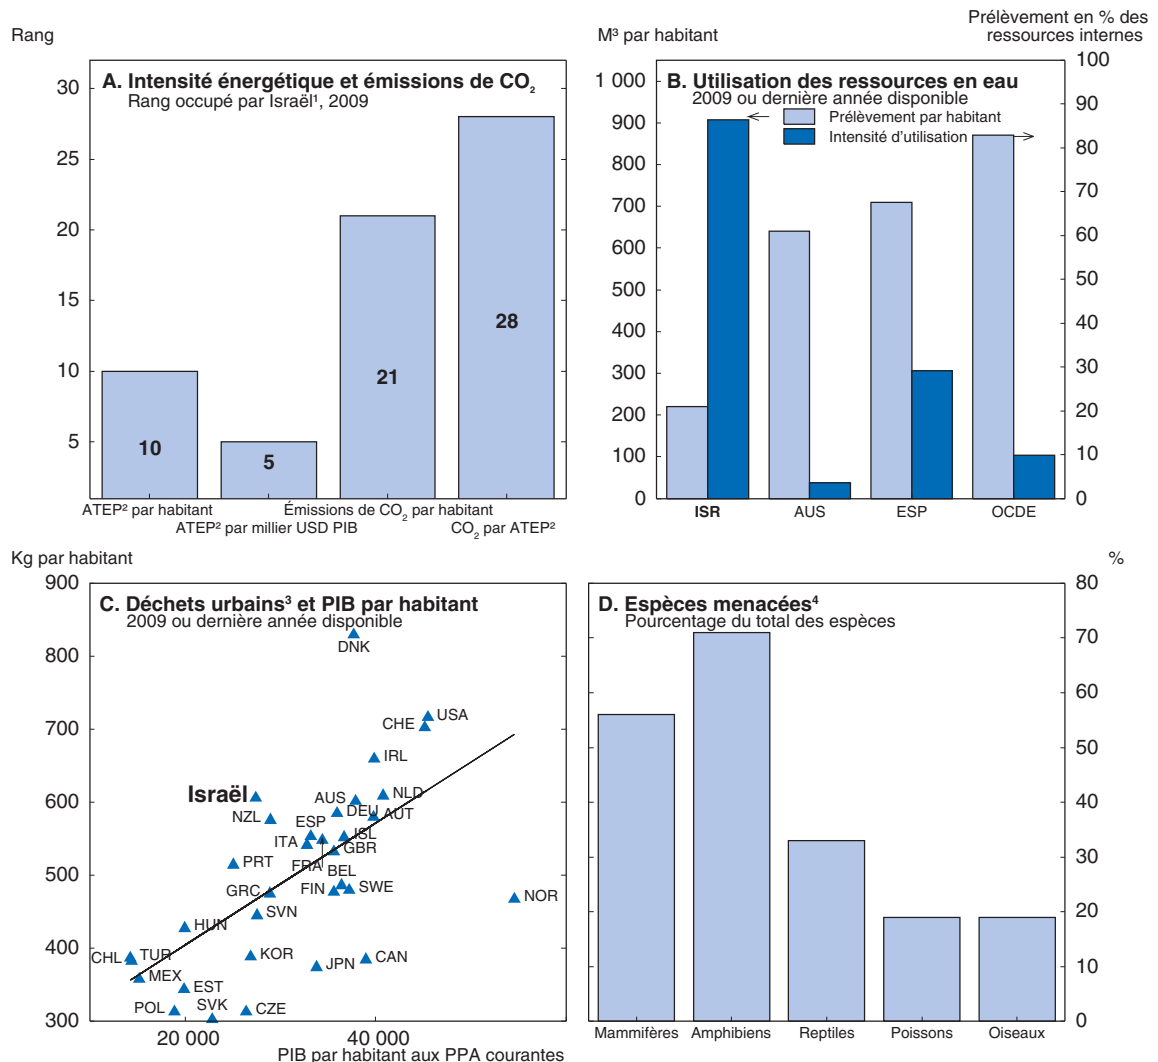 Rang
A. Intensité énergétique et émissions de CO₂
Rang occupé par Israël¹, 2009
30
25
20
15
10
5
10
5
21
28
ATEP² par habitant
ATEP² par millier USD PIB
Émissions de CO₂ par habitant
CO₂ par ATEP²
M³ par habitant
Prélèvement en % des
ressources internes
B. Utilisation des ressources en eau
2009 ou dernière année disponible
Prélèvement par habitant
Intensité d'utilisation
1 000
900
800
700
600
500
400
300
200
100
0
100
90
80
70
60
50
40
30
20
10
0
ISR
AUS
ESP
OCDE
Kg par habitant
C. Déchets urbains³ et PIB par habitant
2009 ou dernière année disponible
900
800
700
600
500
400
300
DNK
USA
CHE
IRL
Israël
AUS
NLD
NZL
DEU
AUT
ESP
ISL
ITA
GBR
PRT
FRA
BEL
GRC
FIN
SWE
NOR
SVN
HUN
CHL
TUR
KOR
JPN
CAN
MEX
EST
POL
SVK
CZE
20 000
40 000
PIB par habitant aux PPA courantes
%
D. Espèces menacées⁴
Pourcentage du total des espèces
80
70
60
50
40
30
20
10
0
Mammifères
Amphibiens
Reptiles
Poissons
Oiseaux